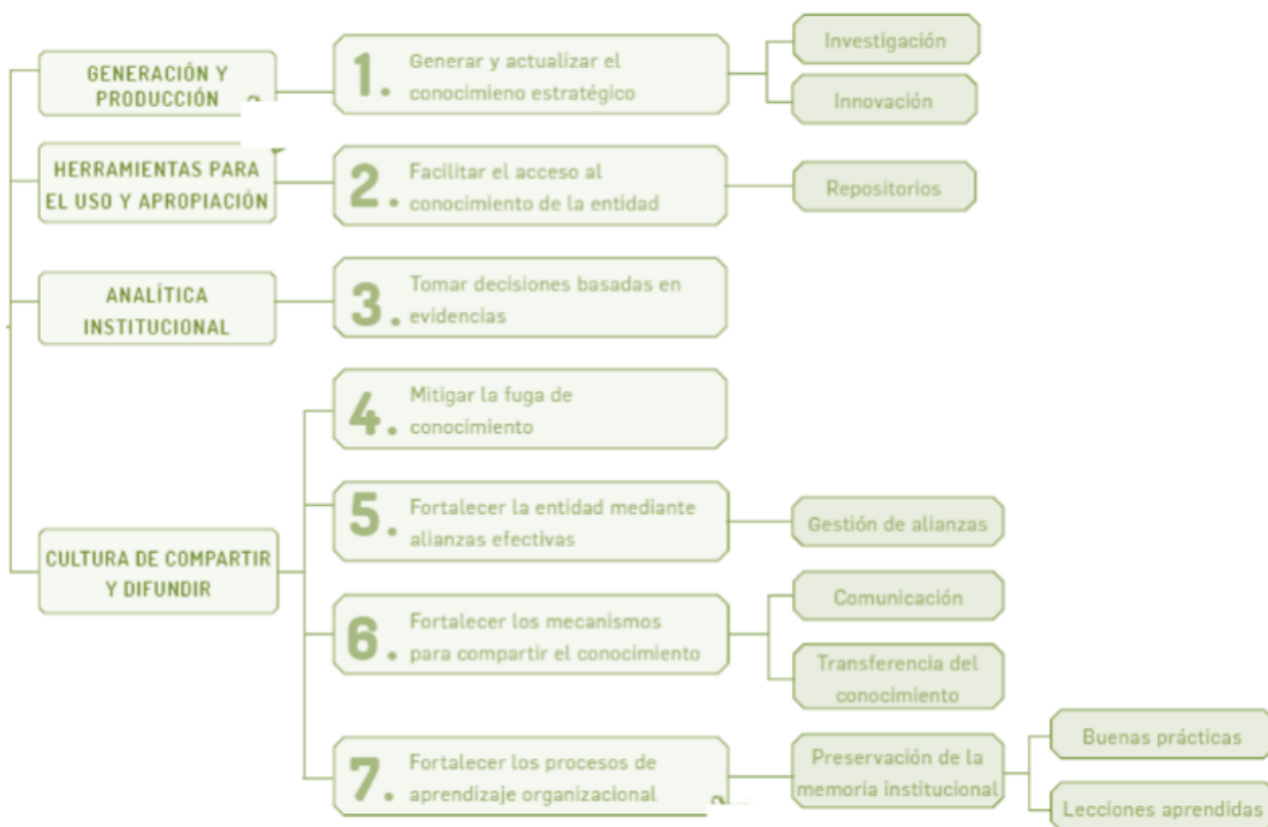 GENERACIÓN Y
PRODUCCIÓN
1. Generar y actualizar el
conocimieno estratégico
Investigación
Innovación
HERRAMIENTAS PARA
EL USO Y APROPIACIÓN
2. Facilitar el acceso al
conocimiento de la entidad
Repositorios
ANALÍTICA
INSTITUCIONAL
3. Tomar decisiones basadas en
evidencias
CULTURA DE COMPARTIR
Y DIFUNDIR
4. Mitigar la fuga de
conocimiento
5. Fortalecer la entidad mediante
alianzas efectivas
Gestión de alianzas
6. Fortalecer los mecanismos
para compartir el conocimiento
Comunicación
Transferencia del
conocimiento
7. Fortalecer los procesos de
aprendizaje organizacional
Preservación de la
memoria institucional
Buenas prácticas
Lecciones aprendidas